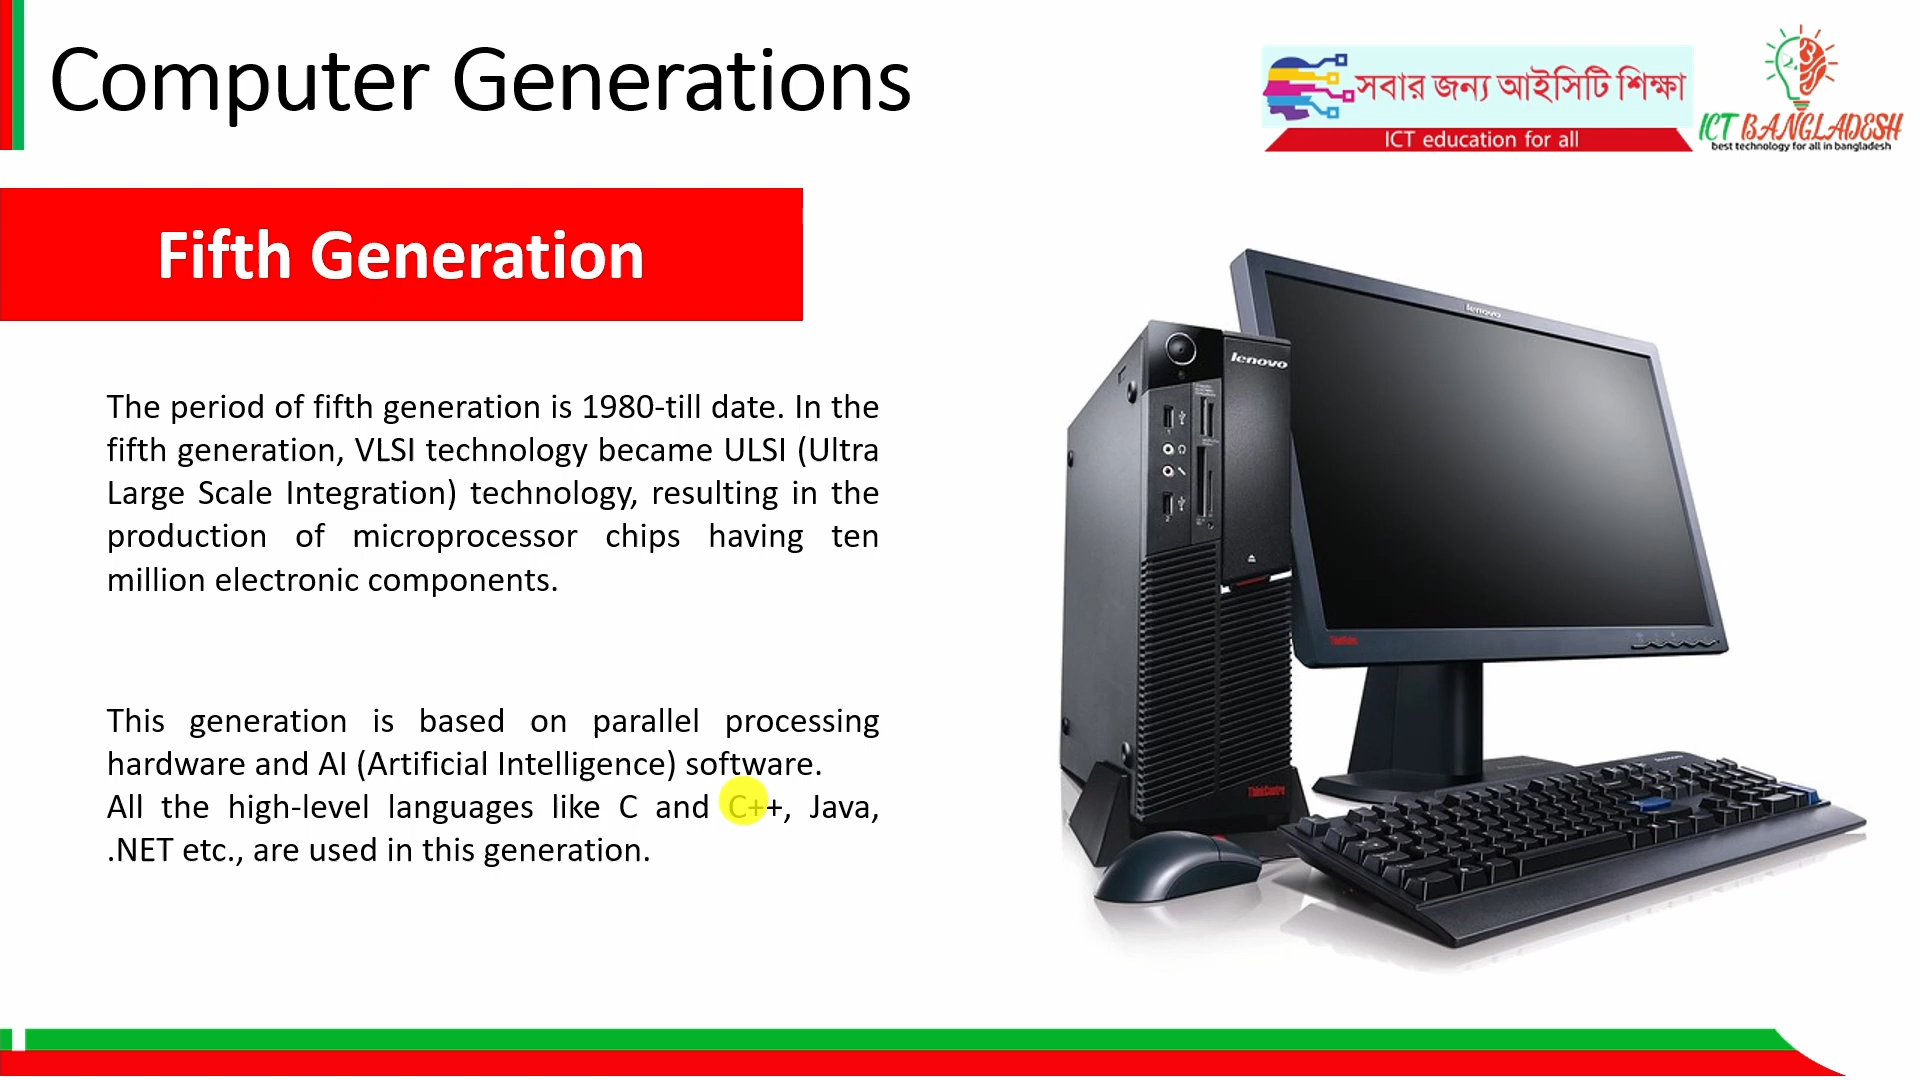 Computer Generations
সবার জন্য আইসিটি শিক্ষা
ICT education for all
ICT BANGLADESH
best technology for all in bangladesh
Fifth Generation
The period of fifth generation is 1980-till date. In the
fifth generation, VLSI technology became ULSI (Ultra
Large Scale Integration) technology, resulting in the
production of microprocessor chips having ten
million electronic components.
This generation is based on parallel processing
hardware and AI (Artificial Intelligence) software.
All the high-level languages like C and C++, Java,
.NET etc., are used in this generation.
lenovo
lenovo
ThinkCentre